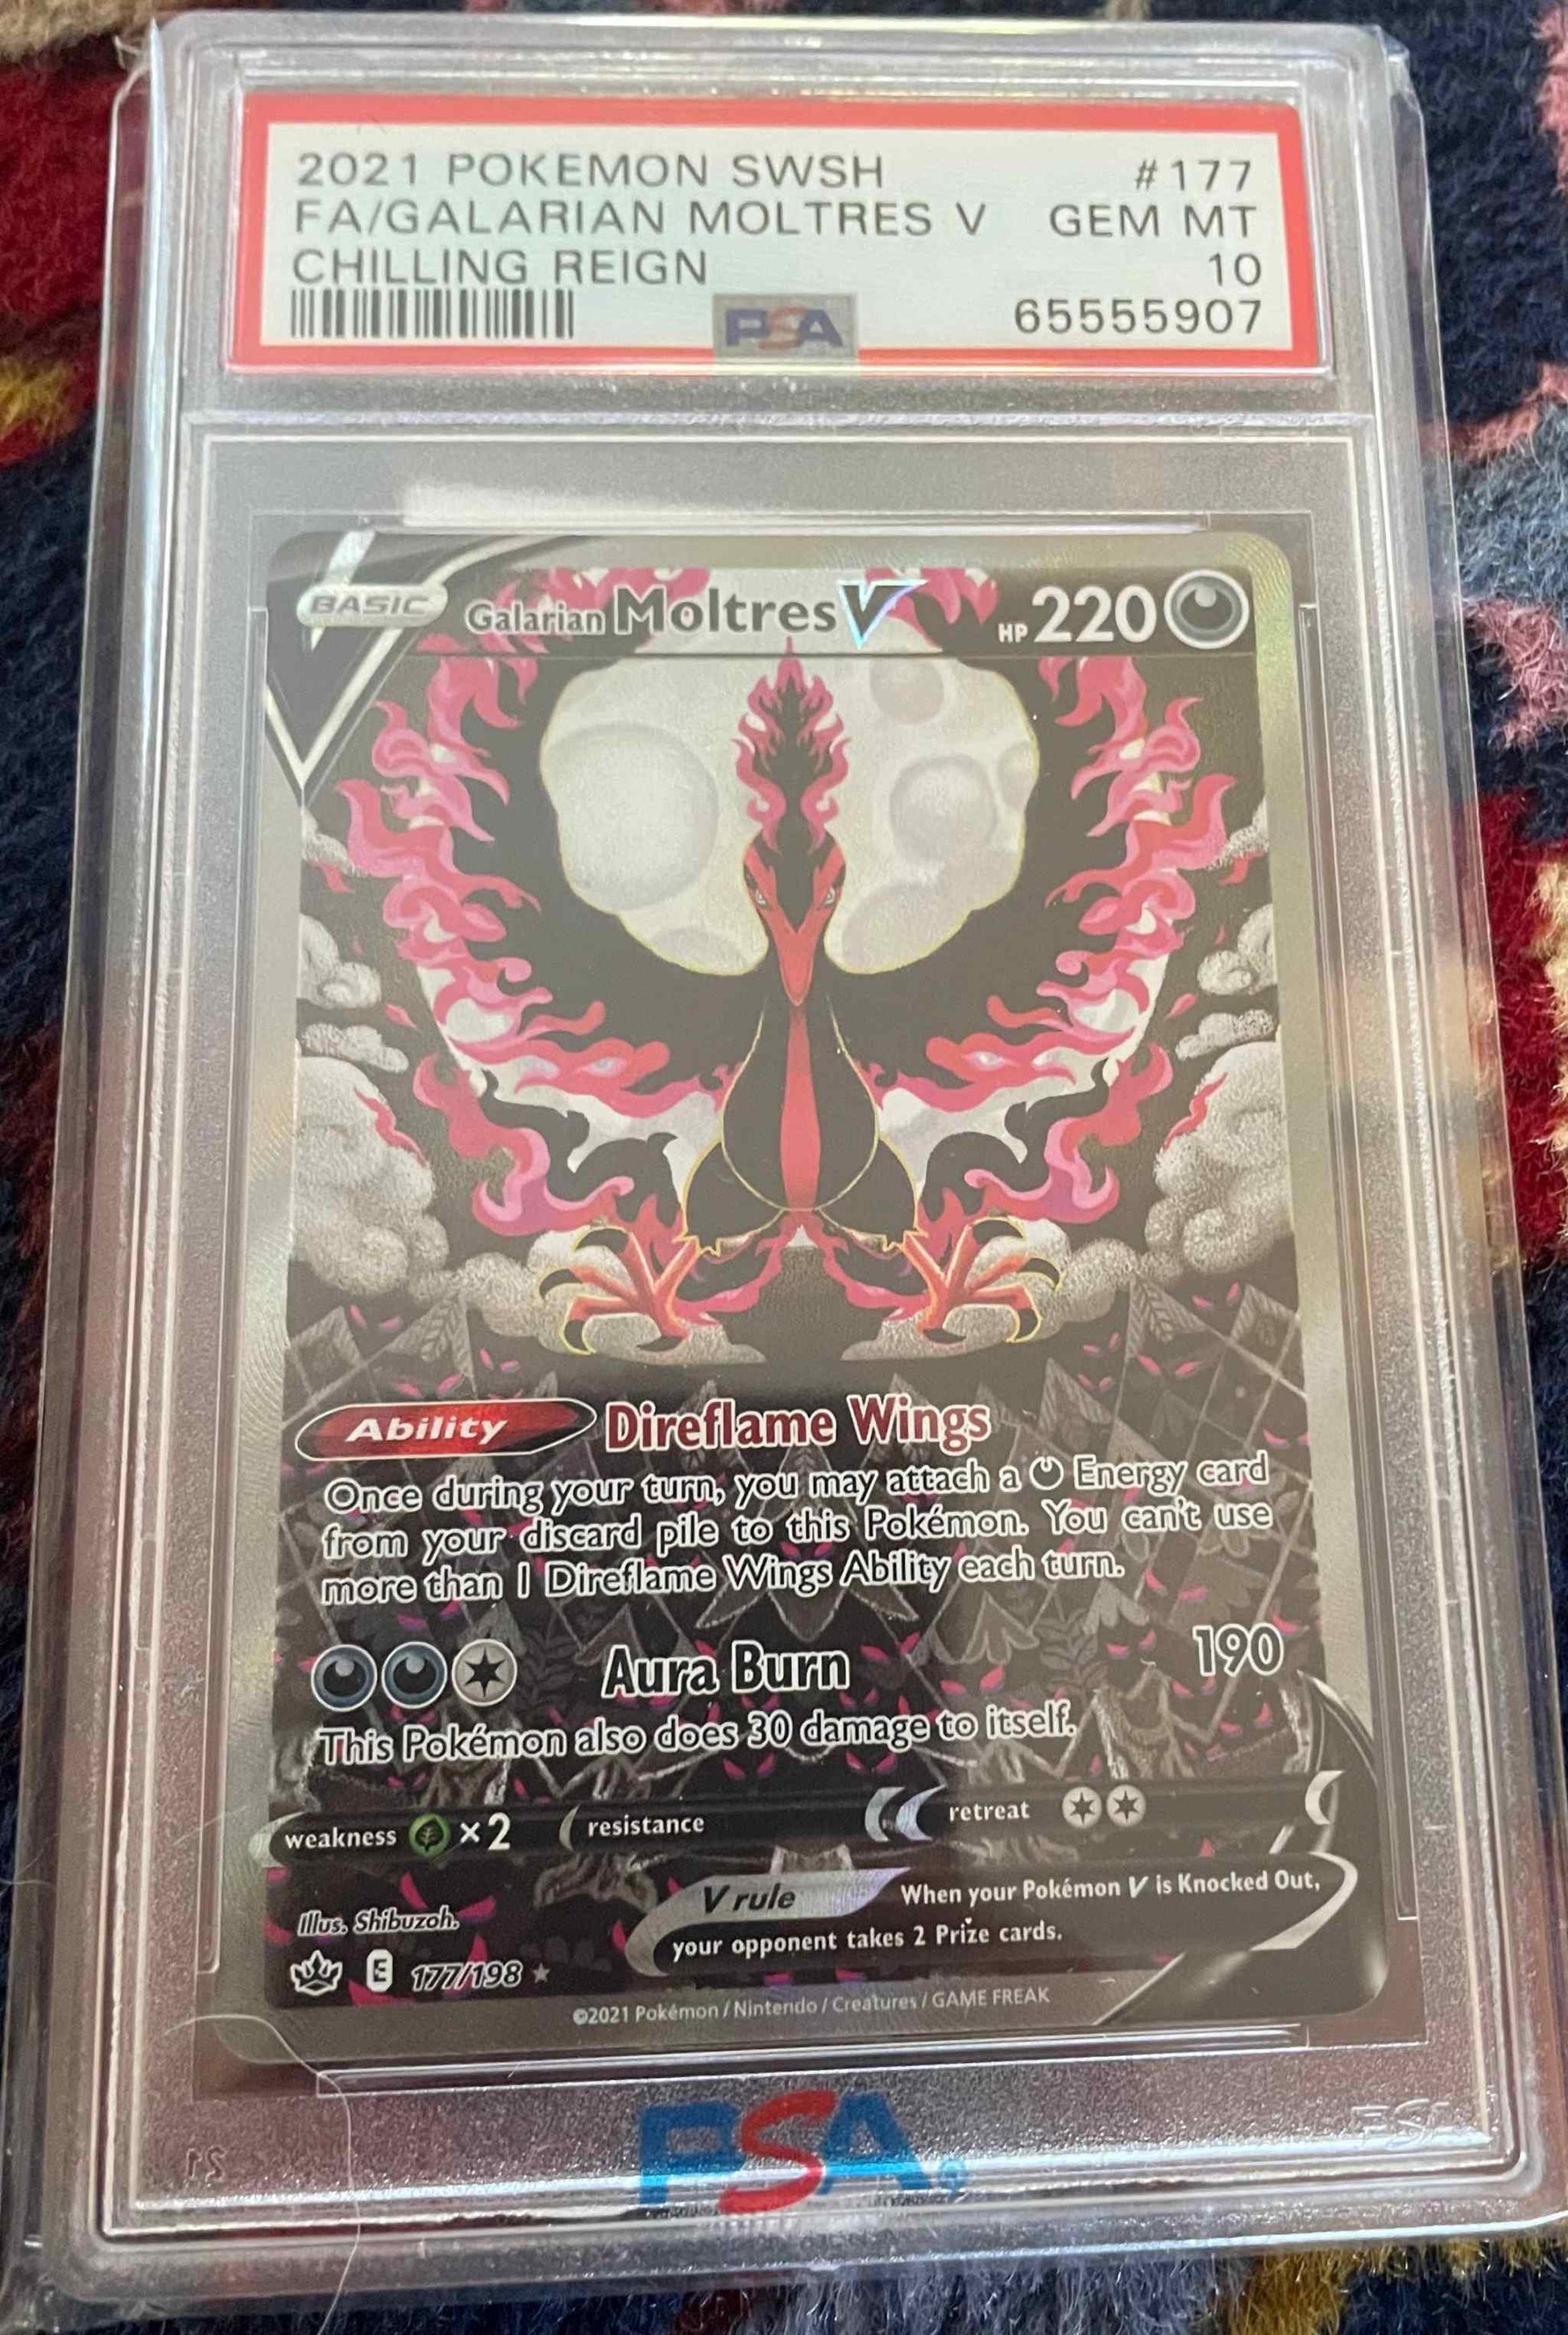 2021 POKEMON SWSH #177
FA/GALARIAN MOLTRES V GEM MT
CHILLING REIGN 10
PSA 65555907
BASIC Galarian Moltres V HP 220
Ability Direflame Wings
Once during your turn, you may attach a Energy card
from your discard pile to this Pokémon. You can't use
more than 1 Direflame Wings Ability each turn.
Aura Burn 190
This Pokémon also does 30 damage to itself.
weakness ×2 resistance retreat
V rule When your Pokémon V is Knocked Out,
your opponent takes 2 Prize cards.
Illus. Shibuzoh.
E 177/198
©2021 Pokémon / Nintendo / Creatures / GAME FREAK
PSA